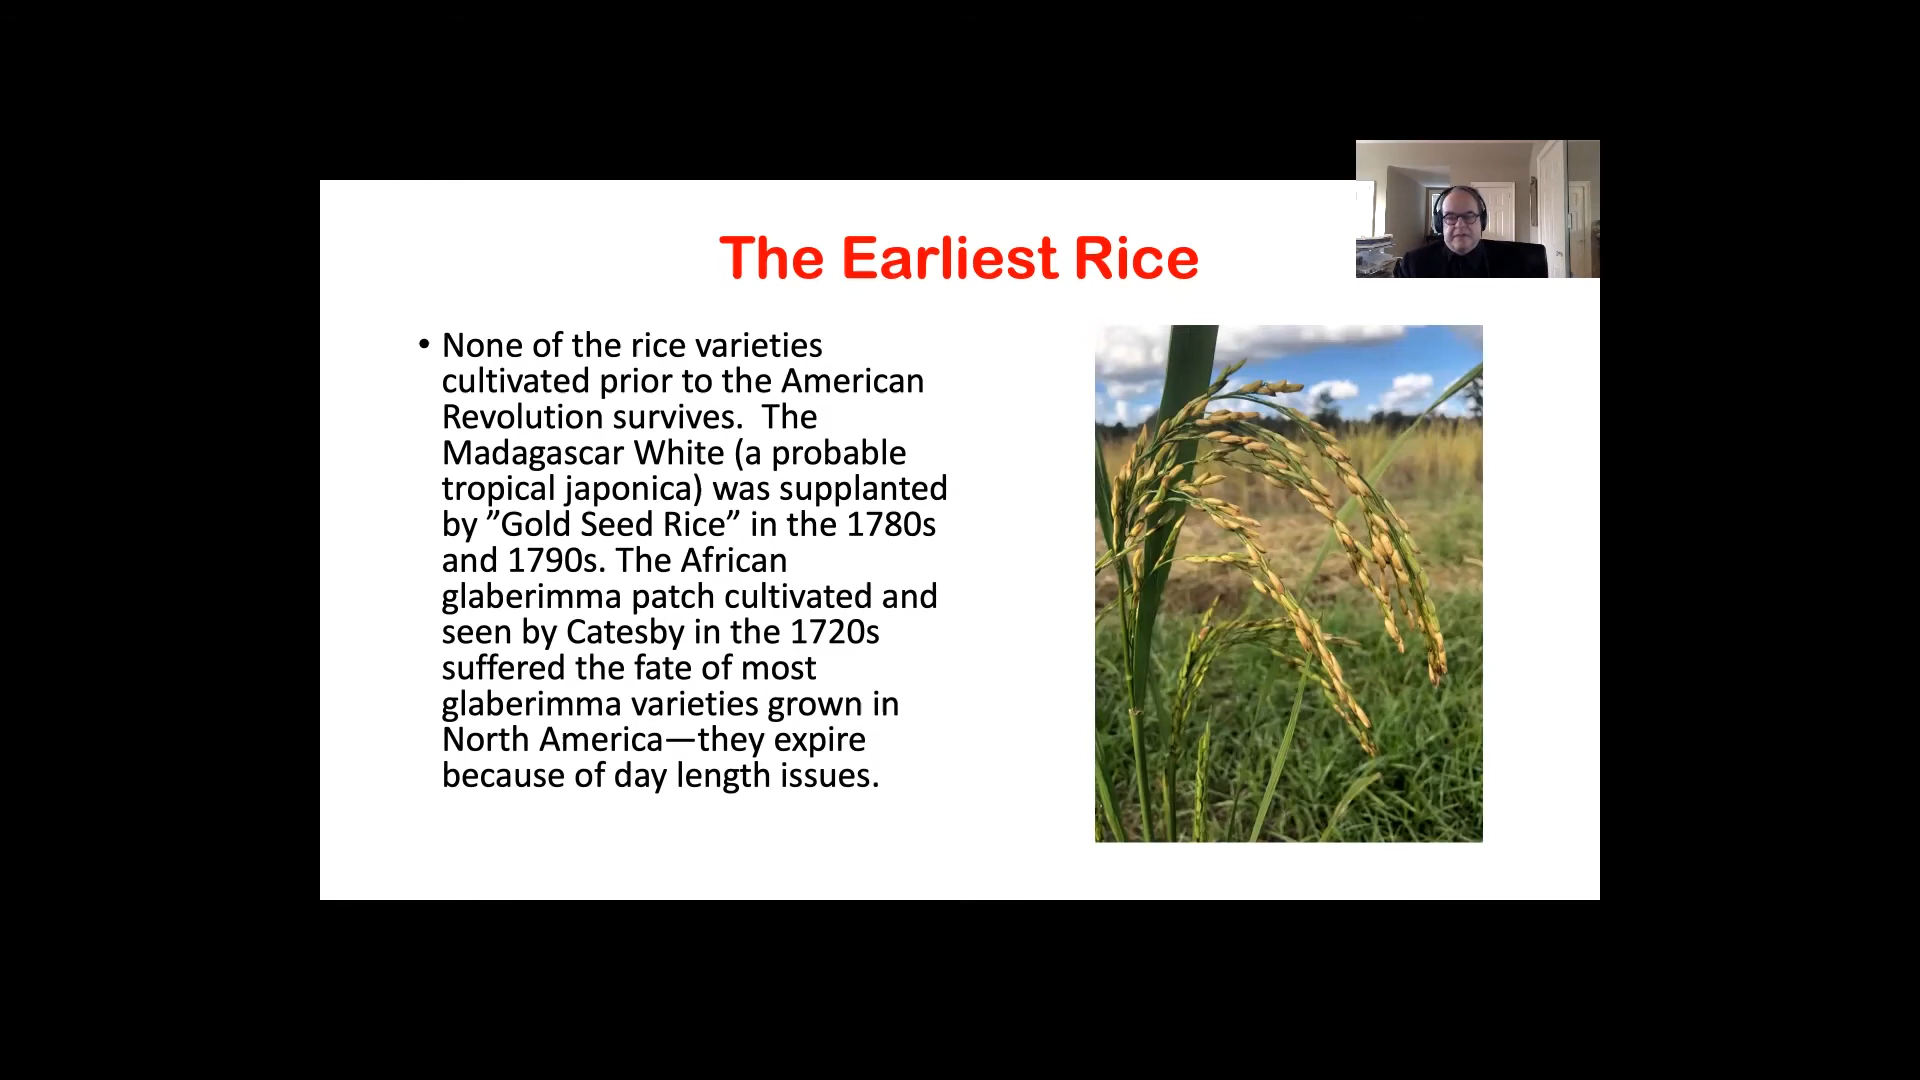 The Earliest Rice
• None of the rice varieties
cultivated prior to the American
Revolution survives.  The
Madagascar White (a probable
tropical japonica) was supplanted
by ”Gold Seed Rice” in the 1780s
and 1790s. The African
glaberimma patch cultivated and
seen by Catesby in the 1720s
suffered the fate of most
glaberimma varieties grown in
North America—they expire
because of day length issues.